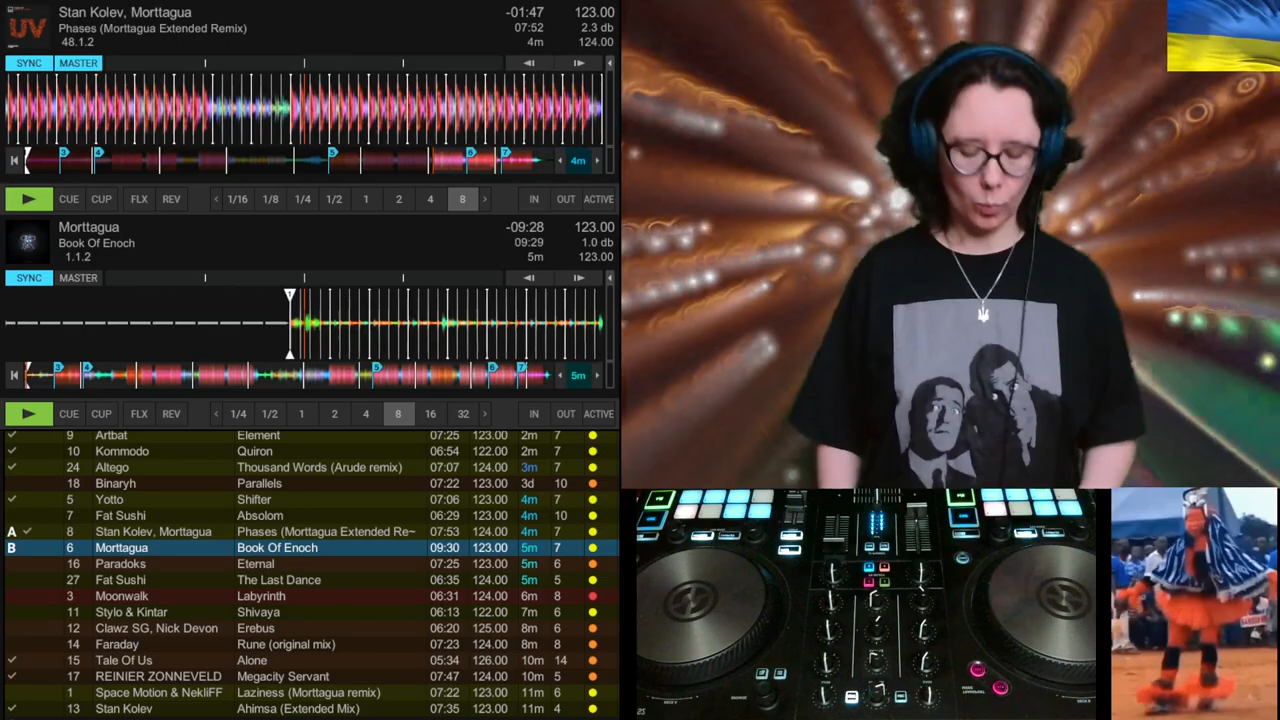 UV
Stan Kolev, Morttagua -01:47 123.00
Phases (Morttagua Extended Remix) 07:52 2.3 db
48.1.2 4m 124.00
SYNC MASTER
3 4 5 6 7 4m
CUE CUP FLX REV 1/16 1/8 1/4 1/2 1 2 4 8 IN OUT ACTIVE
Morttagua -09:28 123.00
Book Of Enoch 09:29 1.0 db
1.1.2 5m 123.00
SYNC MASTER
1
3 4 5 6 7 5m
CUE CUP FLX REV 1/4 1/2 1 2 4 8 16 32 IN OUT ACTIVE
9 Artbat Element 07:25 123.00 2m 7
10 Kommodo Quiron 06:54 122.00 2m 7
24 Altego Thousand Words (Arude remix) 07:07 124.00 3m 7
18 Binaryh Parallels 07:22 123.00 3d 10
5 Yotto Shifter 07:06 123.00 4m 7
7 Fat Sushi Absolom 06:29 123.00 4m 10
A 8 Stan Kolev, Morttagua Phases (Morttagua Extended Re~ 07:53 124.00 4m 7
B 6 Morttagua Book Of Enoch 09:30 123.00 5m 7
16 Paradoks Eternal 07:25 123.00 5m 6
27 Fat Sushi The Last Dance 06:35 124.00 5m 5
3 Moonwalk Labyrinth 06:31 124.00 6m 8
11 Stylo & Kintar Shivaya 06:13 122.00 7m 6
12 Clawz SG, Nick Devon Erebus 06:20 125.00 8m 6
14 Faraday Rune (original mix) 07:23 124.00 8m 8
15 Tale Of Us Alone 05:34 126.00 10m 14
17 REINIER ZONNEVELD Megacity Servant 07:47 124.00 10m 5
1 Space Motion & NekliFF Laziness (Morttagua remix) 07:22 123.00 11m 6
13 Stan Kolev Ahimsa (Extended Mix) 07:35 124.00 11m 4